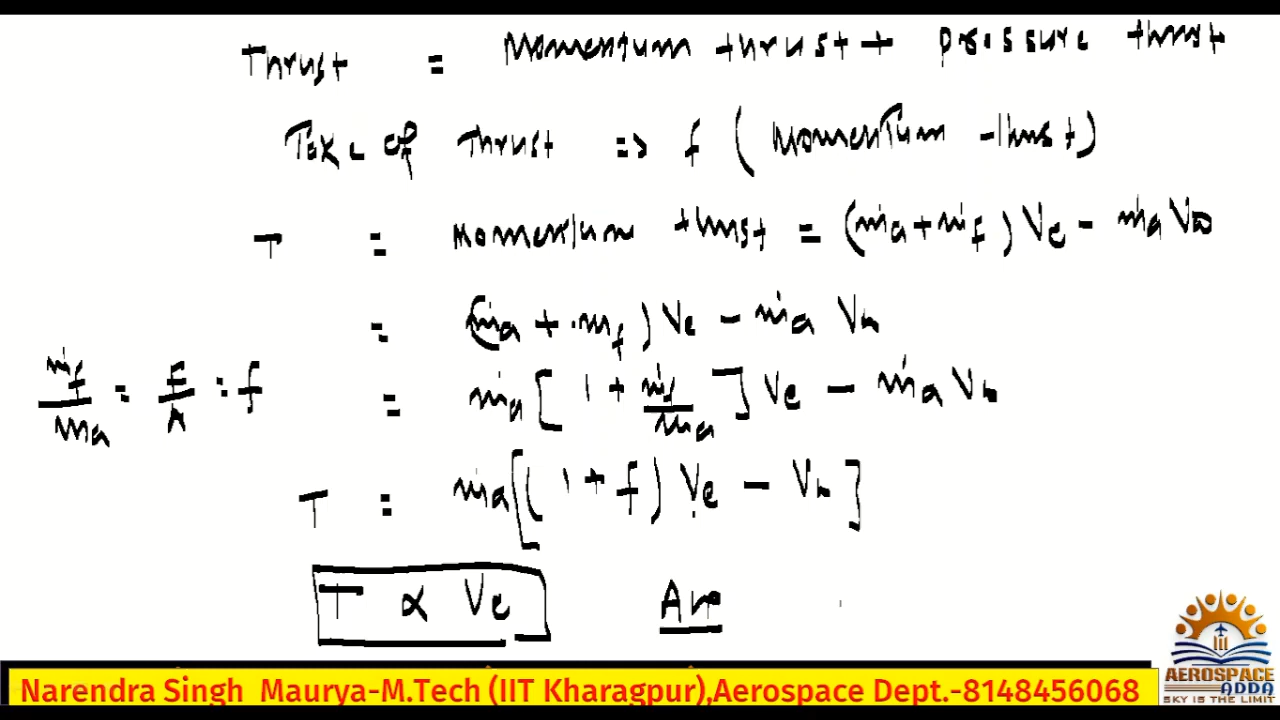 Thrust = Momentum thrust + pressure thrust
Take off Thrust => f (Momentum thrust)
T = Momentum thrust = (ṁa + ṁf) Ve - ṁa V∞
= (ṁa + ṁf) Ve - ṁa V∞
ṁf/ṁa = F/A = f
= ṁa [1 + ṁf/ṁa] Ve - ṁa V∞
T = ṁa [(1 + f) Ve - V∞]
T ∝ Ve Ans
Narendra Singh Maurya-M.Tech (IIT Kharagpur),Aerospace Dept.-8148456068
AEROSPACE
ADDA
SKY IS THE LIMIT